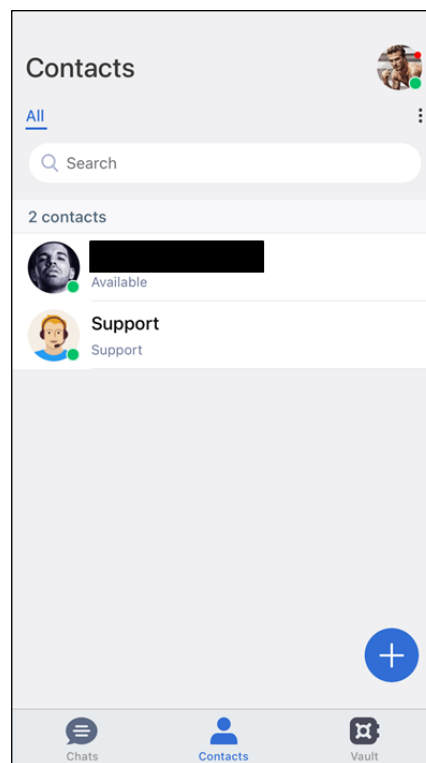 Contacts
All
Search
2 contacts
Available
Support
Support
Chats
Contacts
Vault